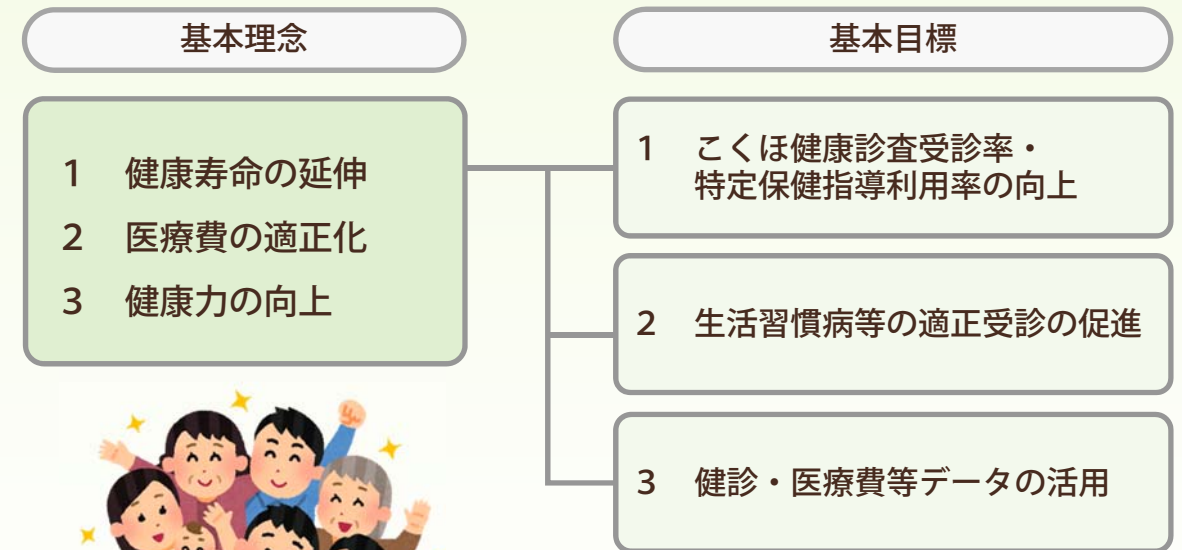 基本理念
1 健康寿命の延伸
2 医療費の適正化
3 健康力の向上
基本目標
1 こくほ健康診査受診率・
特定保健指導利用率の向上
2 生活習慣病等の適正受診の促進
3 健診・医療費等データの活用